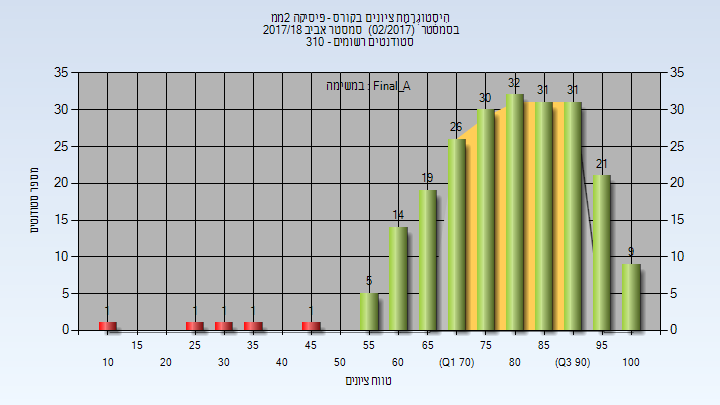 היסטוגרמת ציונים בקורס - פיסיקה 2ממ
בסמסטר (02/2017) סמסטר אביב 2017/18
סטודנטים רשומים - 310
במשימה : Final_A
מספר סטודנטים
35 35
30 30
25 25
20 20
15 15
10 10
5 5
0 0
1 1 1 1 1 5 14 19 26 30 32 31 31 21 9
15 25 35 45 55 65 75 85 95
10 20 30 40 50 60 (Q1 70) 80 (Q3 90) 100
טווח ציונים